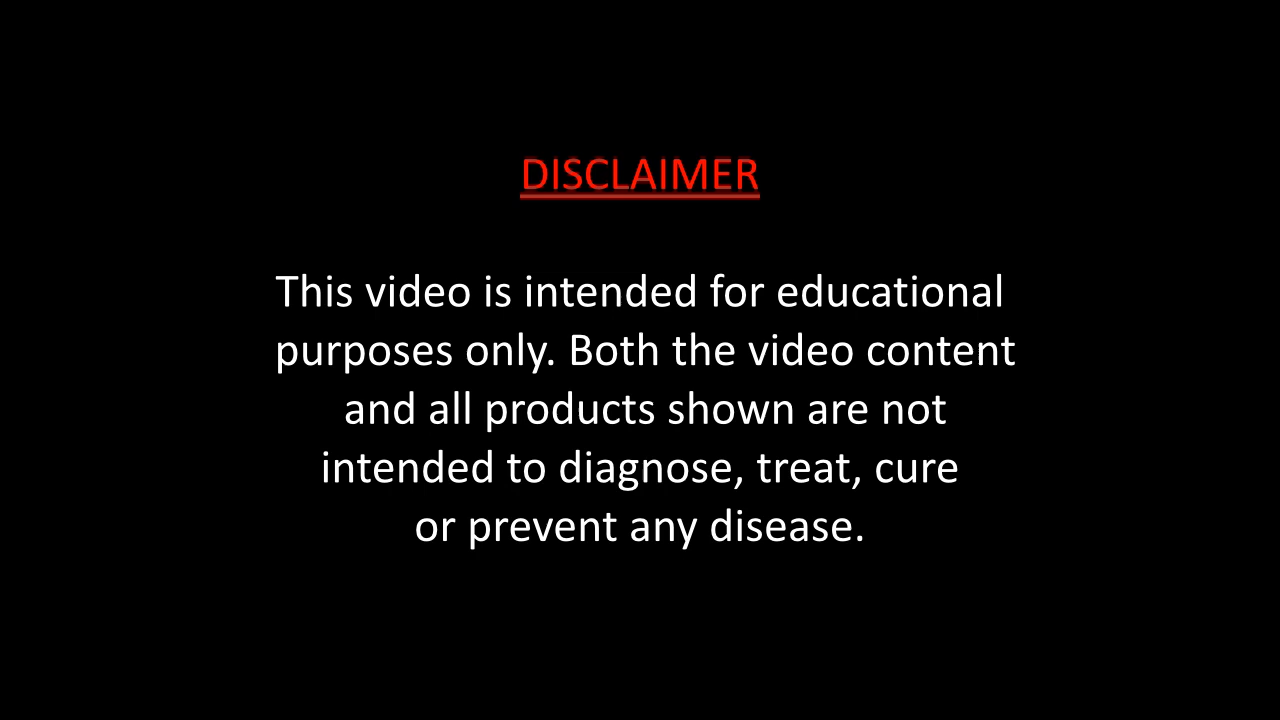 DISCLAIMER
This video is intended for educational
purposes only. Both the video content
and all products shown are not
intended to diagnose, treat, cure
or prevent any disease.